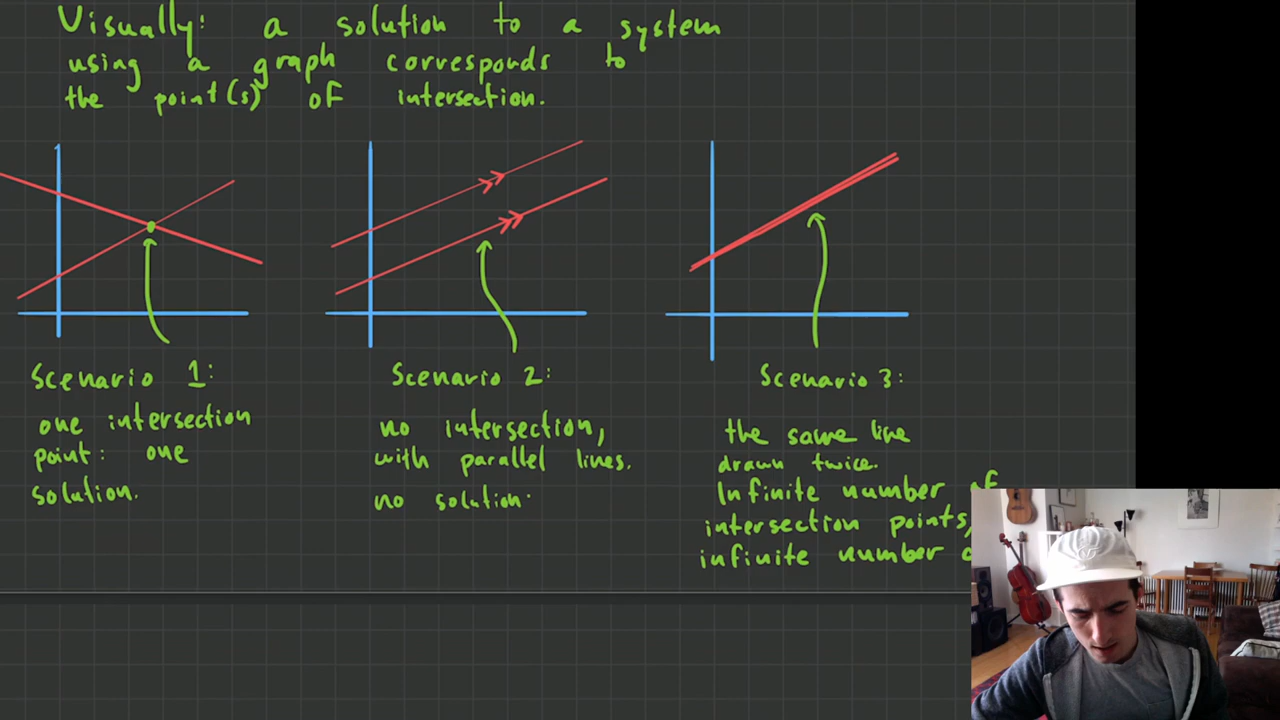 Visually: a solution to a system
using a graph corresponds to
the point(s) of intersection.
Scenario 1:
one intersection
point: one
solution.
Scenario 2:
no intersection,
with parallel lines.
no solution.
Scenario 3:
the same line
drawn twice.
Infinite number of
intersection points,
infinite number